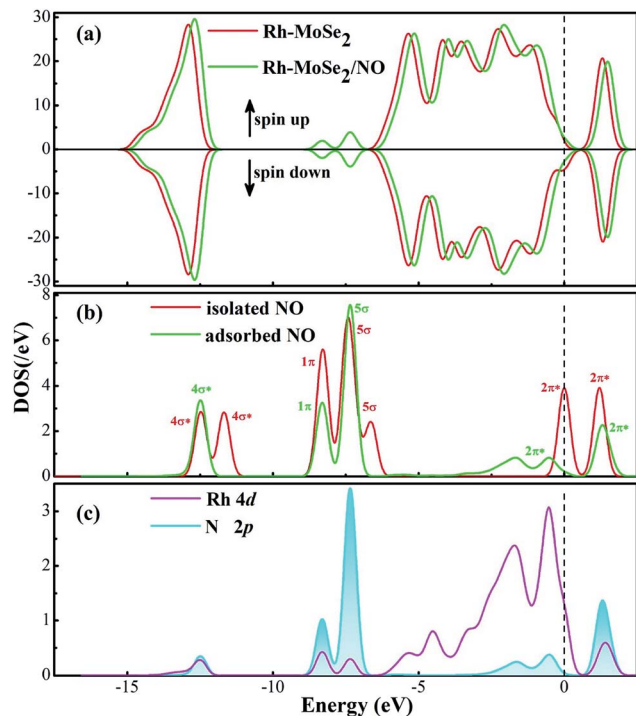 (a)
Rh-MoSe₂
Rh-MoSe₂/NO
spin up
spin down
30
20
10
0
-10
-20
-30
(b)
isolated NO
adsorbed NO
4σ*
4σ*
4σ*
1π
1π
5σ
5σ
5σ
2π*
2π*
2π*
2π*
8
6
4
2
0
DOS(/eV)
(c)
Rh 4d
N 2p
3
2
1
0
-15 -10 -5 0
Energy (eV)